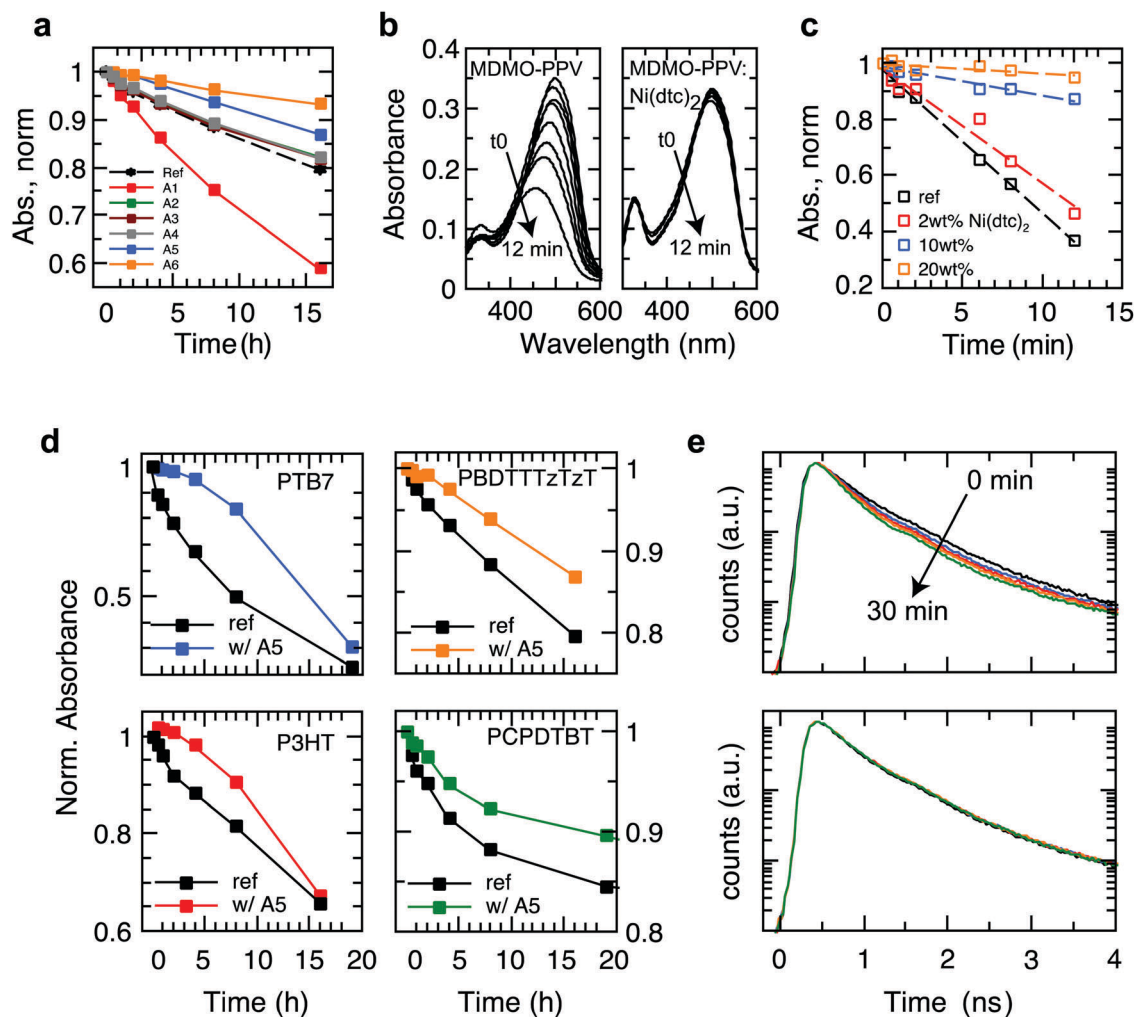 a
Abs., norm
1
0.9
0.8
0.7
0.6
Ref
A1
A2
A3
A4
A5
A6
0 5 10 15
Time (h)
b
Absorbance
0.4
0.3
0.2
0.1
0
MDMO-PPV
t0
12 min
400 600
MDMO-PPV:
Ni(dtc)2
t0
12 min
400 600
Wavelength (nm)
c
Abs., norm
1
0.8
0.6
0.4
0.2
ref
2wt% Ni(dtc)2
10wt%
20wt%
0 5 10 15
Time (min)
d
Norm. Absorbance
1
0.5
PTB7
ref
w/ A5
PBDTTTzTzT
ref
w/ A5
1
0.9
0.8
1
0.8
0.6
P3HT
ref
w/ A5
0 5 10 15 20
Time (h)
PCPDTBT
ref
w/ A5
1
0.9
0.8
0 5 10 15 20
Time (h)
e
counts (a.u.)
0 min
30 min
counts (a.u.)
0 1 2 3 4
Time (ns)